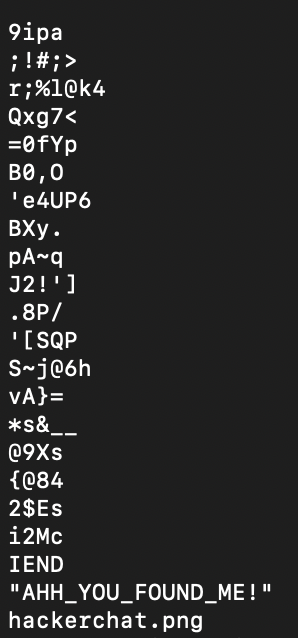 9ipa
;!#;>
r;%l@k4
Qxg7<
=0fYp
B0,O
'e4UP6
BXy.
pA~q
J2!']
.8P/
'[SQP
S~j@6h
vA}=
*s&__
@9Xs
{@84
2$Es
i2Mc
IEND
"AHH_YOU_FOUND_ME!"
hackerchat.png